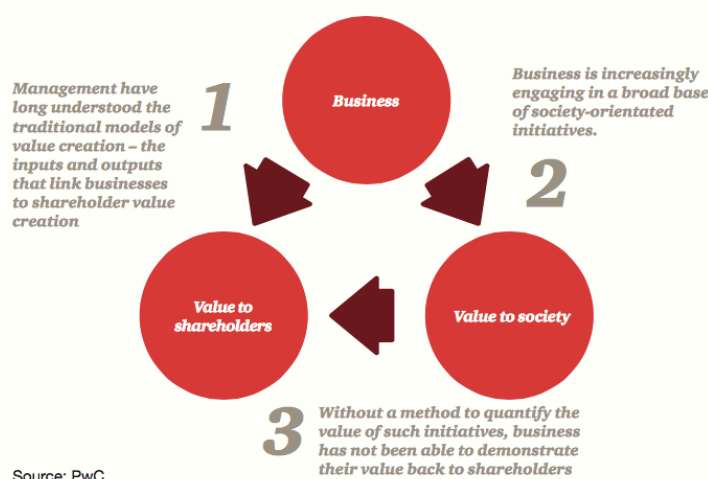 Management have
long understood the
traditional models of
value creation – the
inputs and outputs
that link businesses
to shareholder value
creation
1
Business
Business is increasingly
engaging in a broad base
of society-orientated
initiatives.
2
Value to
shareholders
Value to society
3
Without a method to quantify the
value of such initiatives, business
has not been able to demonstrate
their value back to shareholders
Source: PwC